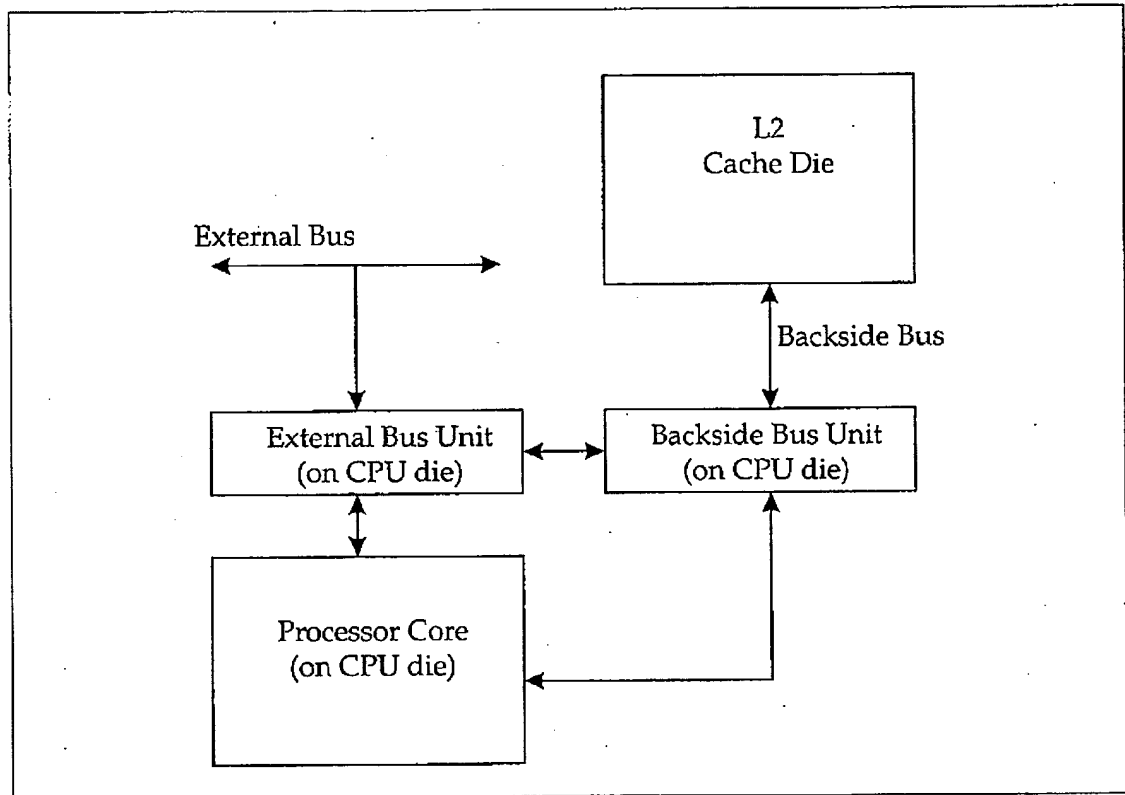 L2
Cache Die
External Bus
Backside Bus
External Bus Unit
(on CPU die)
Backside Bus Unit
(on CPU die)
Processor Core
(on CPU die)